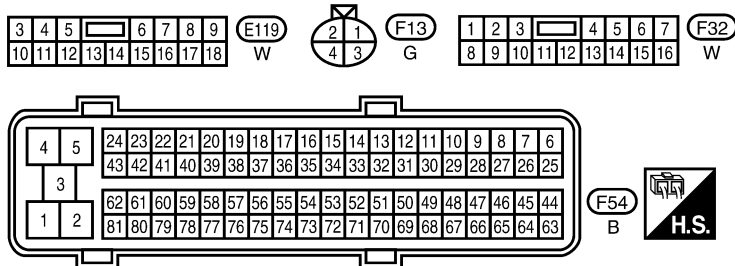 3 4 5 6 7 8 9
10 11 12 13 14 15 16 17 18
E119
W
2 1
4 3
F13
G
1 2 3 4 5 6 7
8 9 10 11 12 13 14 15 16
F32
W
4 5
3
1 2
24 23 22 21 20 19 18 17 16 15 14 13 12 11 10 9 8 7 6
43 42 41 40 39 38 37 36 35 34 33 32 31 30 29 28 27 26 25
62 61 60 59 58 57 56 55 54 53 52 51 50 49 48 47 46 45 44
81 80 79 78 77 76 75 74 73 72 71 70 69 68 67 66 65 64 63
F54
B
H.S.